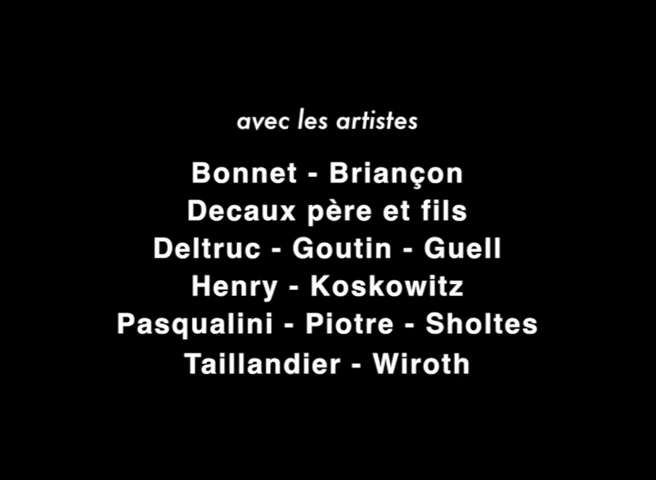 avec les artistes
Bonnet - Briançon
Decaux père et fils
Deltruc - Goutin - Guell
Henry - Koskowitz
Pasqualini - Piotre - Sholtes
Taillandier - Wiroth